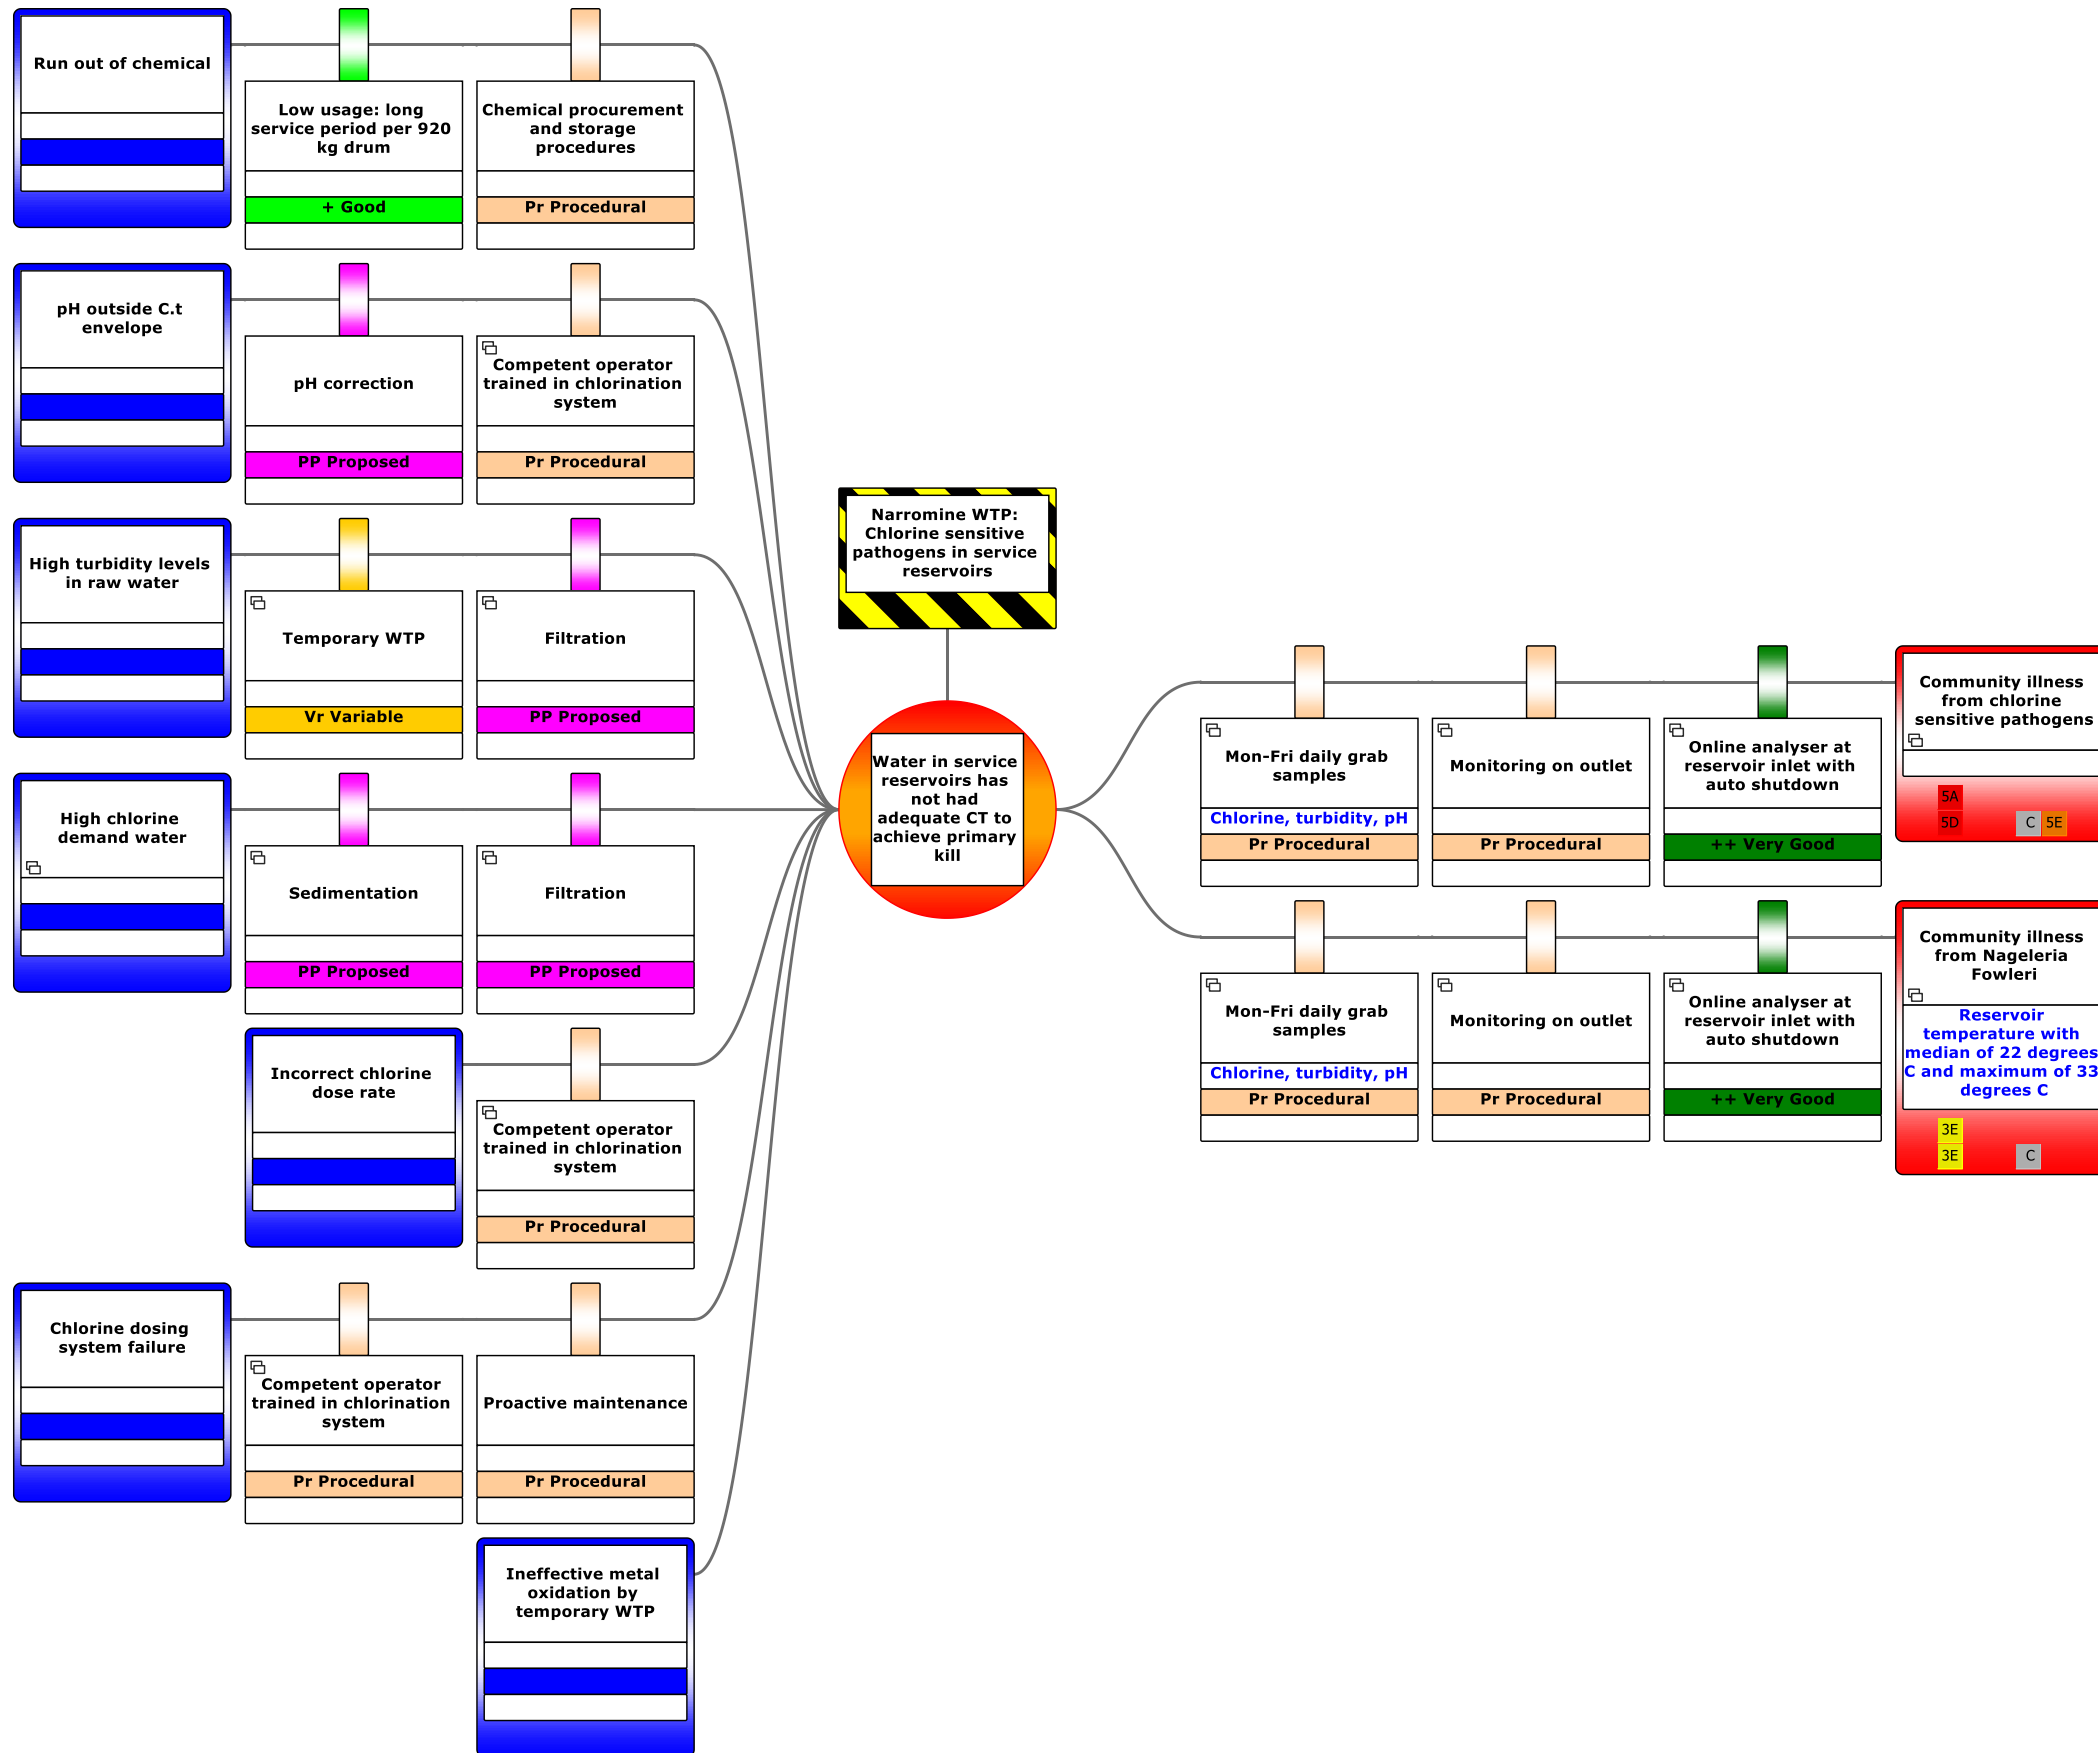 Run out of chemical
Low usage: long
service period per 920
kg drum
+ Good
Chemical procurement
and storage
procedures
Pr Procedural
pH outside C.t
envelope
pH correction
PP Proposed
Competent operator
trained in chlorination
system
Pr Procedural
High turbidity levels
in raw water
Temporary WTP
Vr Variable
Filtration
PP Proposed
High chlorine
demand water
Sedimentation
PP Proposed
Filtration
PP Proposed
Incorrect chlorine
dose rate
Competent operator
trained in chlorination
system
Pr Procedural
Chlorine dosing
system failure
Competent operator
trained in chlorination
system
Pr Procedural
Proactive maintenance
Pr Procedural
Ineffective metal
oxidation by
temporary WTP
Narromine WTP:
Chlorine sensitive
pathogens in service
reservoirs
Water in service
reservoirs has
not had
adequate CT to
achieve primary
kill
Mon-Fri daily grab
samples
Chlorine, turbidity, pH
Pr Procedural
Monitoring on outlet
Pr Procedural
Online analyser at
reservoir inlet with
auto shutdown
++ Very Good
Community illness
from chlorine
sensitive pathogens
5A
5D C 5E
Mon-Fri daily grab
samples
Chlorine, turbidity, pH
Pr Procedural
Monitoring on outlet
Pr Procedural
Online analyser at
reservoir inlet with
auto shutdown
++ Very Good
Community illness
from Nageleria
Fowleri
Reservoir
temperature with
median of 22 degrees
C and maximum of 33
degrees C
3E
3E C